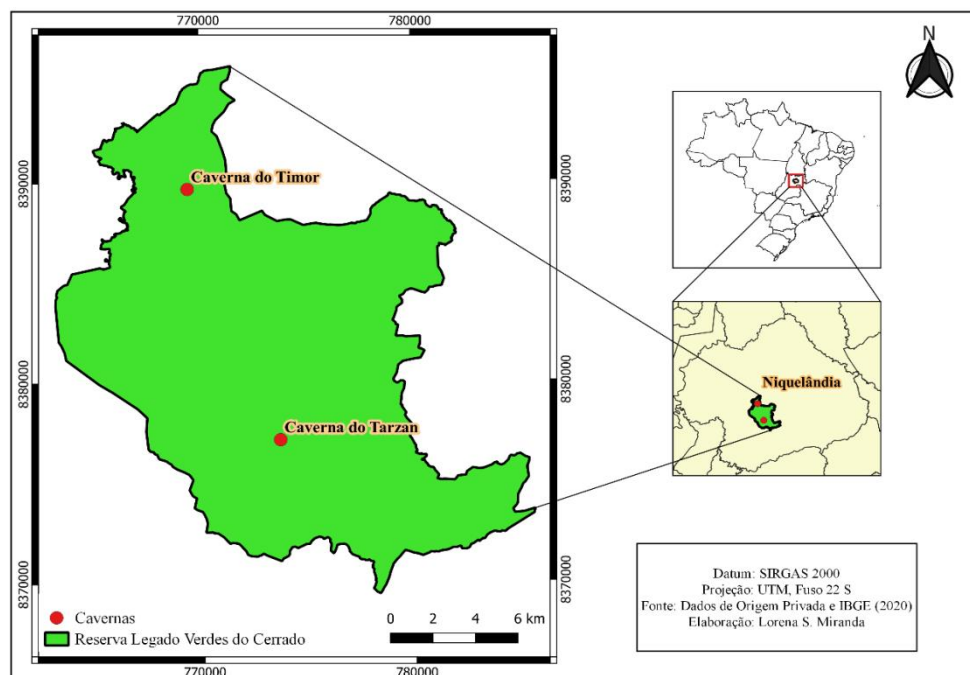 770000
780000
N
8390000
8390000
Caverna do Timor
8380000
8380000
Niquelândia
Caverna do Tarzan
8370000
8370000
Cavernas
Reserva Legado Verdes do Cerrado
0 2 4 6 km
770000
780000
Datum: SIRGAS 2000
Projeção: UTM, Fuso 22 S
Fonte: Dados de Origem Privada e IBGE (2020)
Elaboração: Lorena S. Miranda